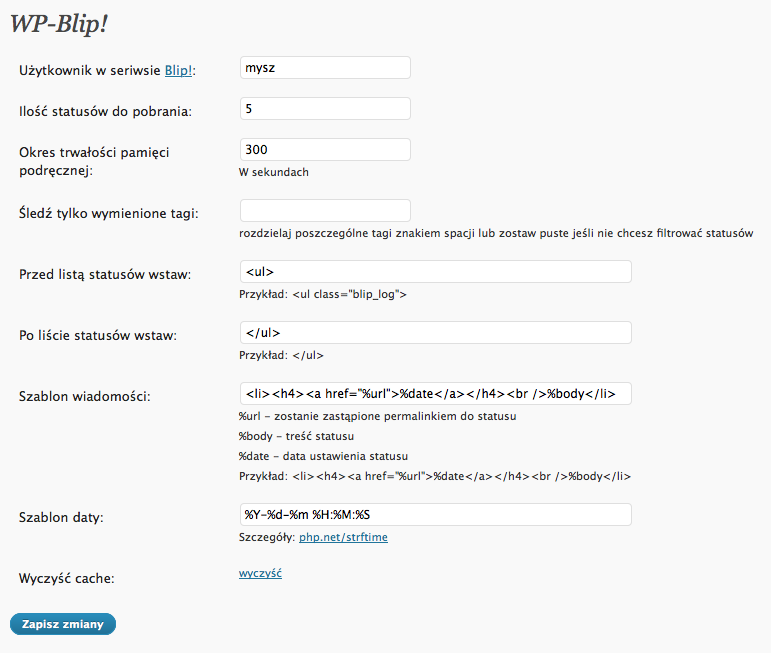 WP-Blip!
Użytkownik w seriwsie Blip!: mysz
Ilość statusów do pobrania: 5
Okres trwałości pamięci
podręcznej:
300
W sekundach
Śledź tylko wymienione tagi:
rozdzielaj poszczególne tagi znakiem spacji lub zostaw puste jeśli nie chcesz filtrować statusów
Przed listą statusów wstaw: <ul>
Przykład: <ul class="blip_log">
Po liście statusów wstaw: </ul>
Przykład: </ul>
Szablon wiadomości: <li><h4><a href="%url">%date</a></h4><br />%body</li>
%url – zostanie zastąpione permalinkiem do statusu
%body – treść statusu
%date – data ustawienia statusu
Przykład: <li><h4><a href="%url">%date</a></h4><br />%body</li>
Szablon daty: %Y-%d-%m %H:%M:%S
Szczegóły: php.net/strftime
Wyczyść cache: wyczyść
Zapisz zmiany